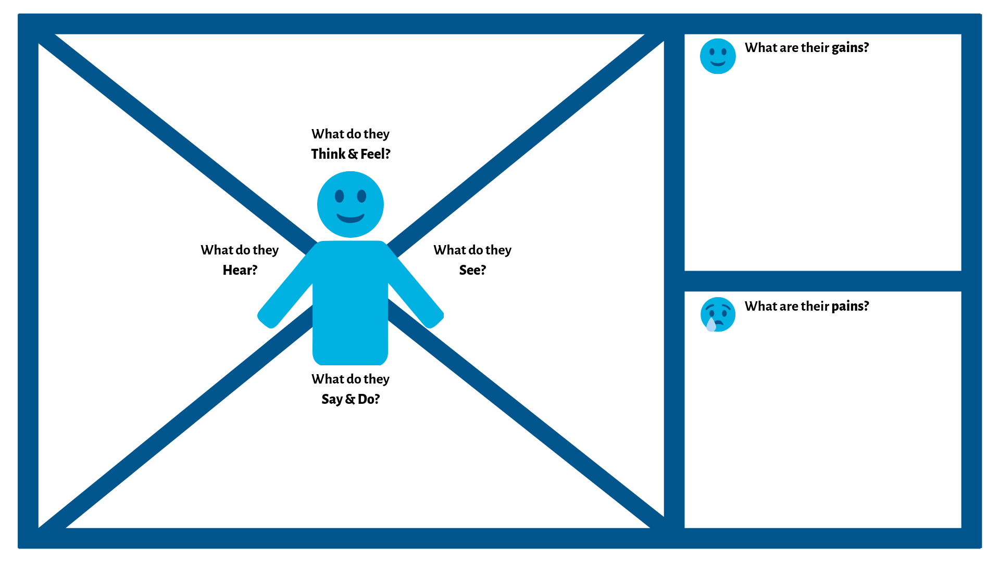 What do they
Think & Feel?
What do they
Hear?
What do they
See?
What do they
Say & Do?
What are their gains?
What are their pains?